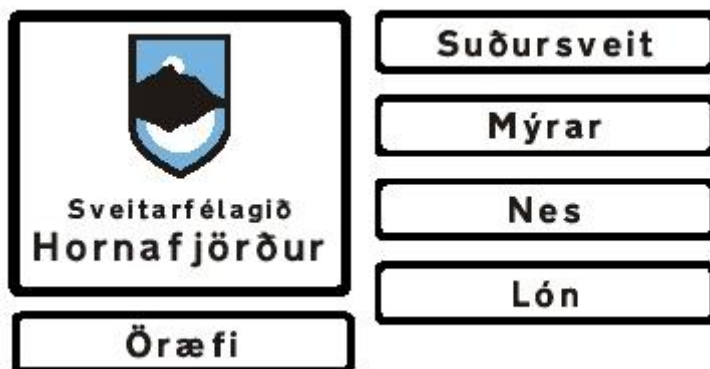 Sveitarfélagið
Hornafjörður
Öræfi
Suðursveit
Mýrar
Nes
Lón